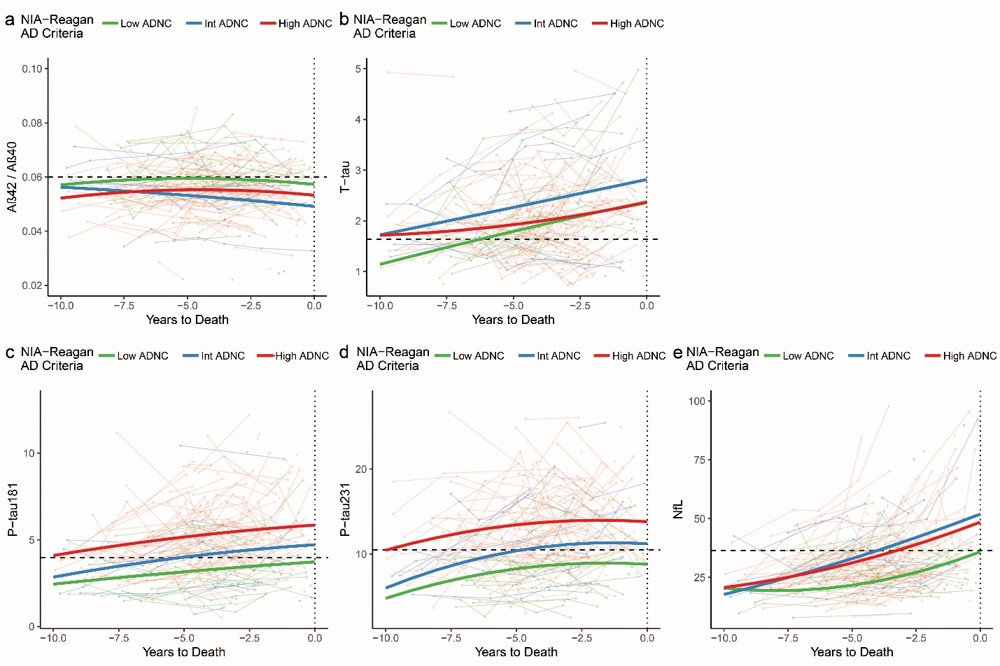 a NIA−Reagan AD Criteria Low ADNC Int ADNC High ADNC
0.10
0.08
0.06
0.04
0.02
Aß42 / Aß40
−10.0 −7.5 −5.0 −2.5 0.0
Years to Death
b NIA−Reagan AD Criteria Low ADNC Int ADNC High ADNC
5
4
3
2
1
T−tau
−10.0 −7.5 −5.0 −2.5 0.0
Years to Death
c NIA−Reagan AD Criteria Low ADNC Int ADNC High ADNC
10
5
0
P−tau181
−10.0 −7.5 −5.0 −2.5 0.0
Years to Death
d NIA−Reagan AD Criteria Low ADNC Int ADNC High ADNC
20
10
P−tau231
−10.0 −7.5 −5.0 −2.5 0.0
Years to Death
e NIA−Reagan AD Criteria Low ADNC Int ADNC High ADNC
100
75
50
25
NfL
−10.0 −7.5 −5.0 −2.5 0.0
Years to Death